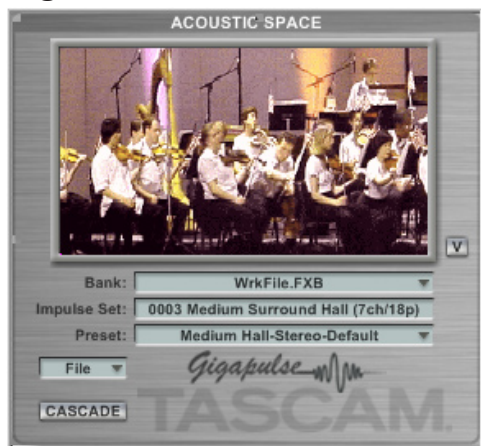 ACOUSTIC SPACE
V
Bank: WrkFile.FXB
Impulse Set: 0003 Medium Surround Hall (7ch/18p)
Preset: Medium Hall-Stereo-Default
File
Gigapulse
CASCADE
TASCAM.